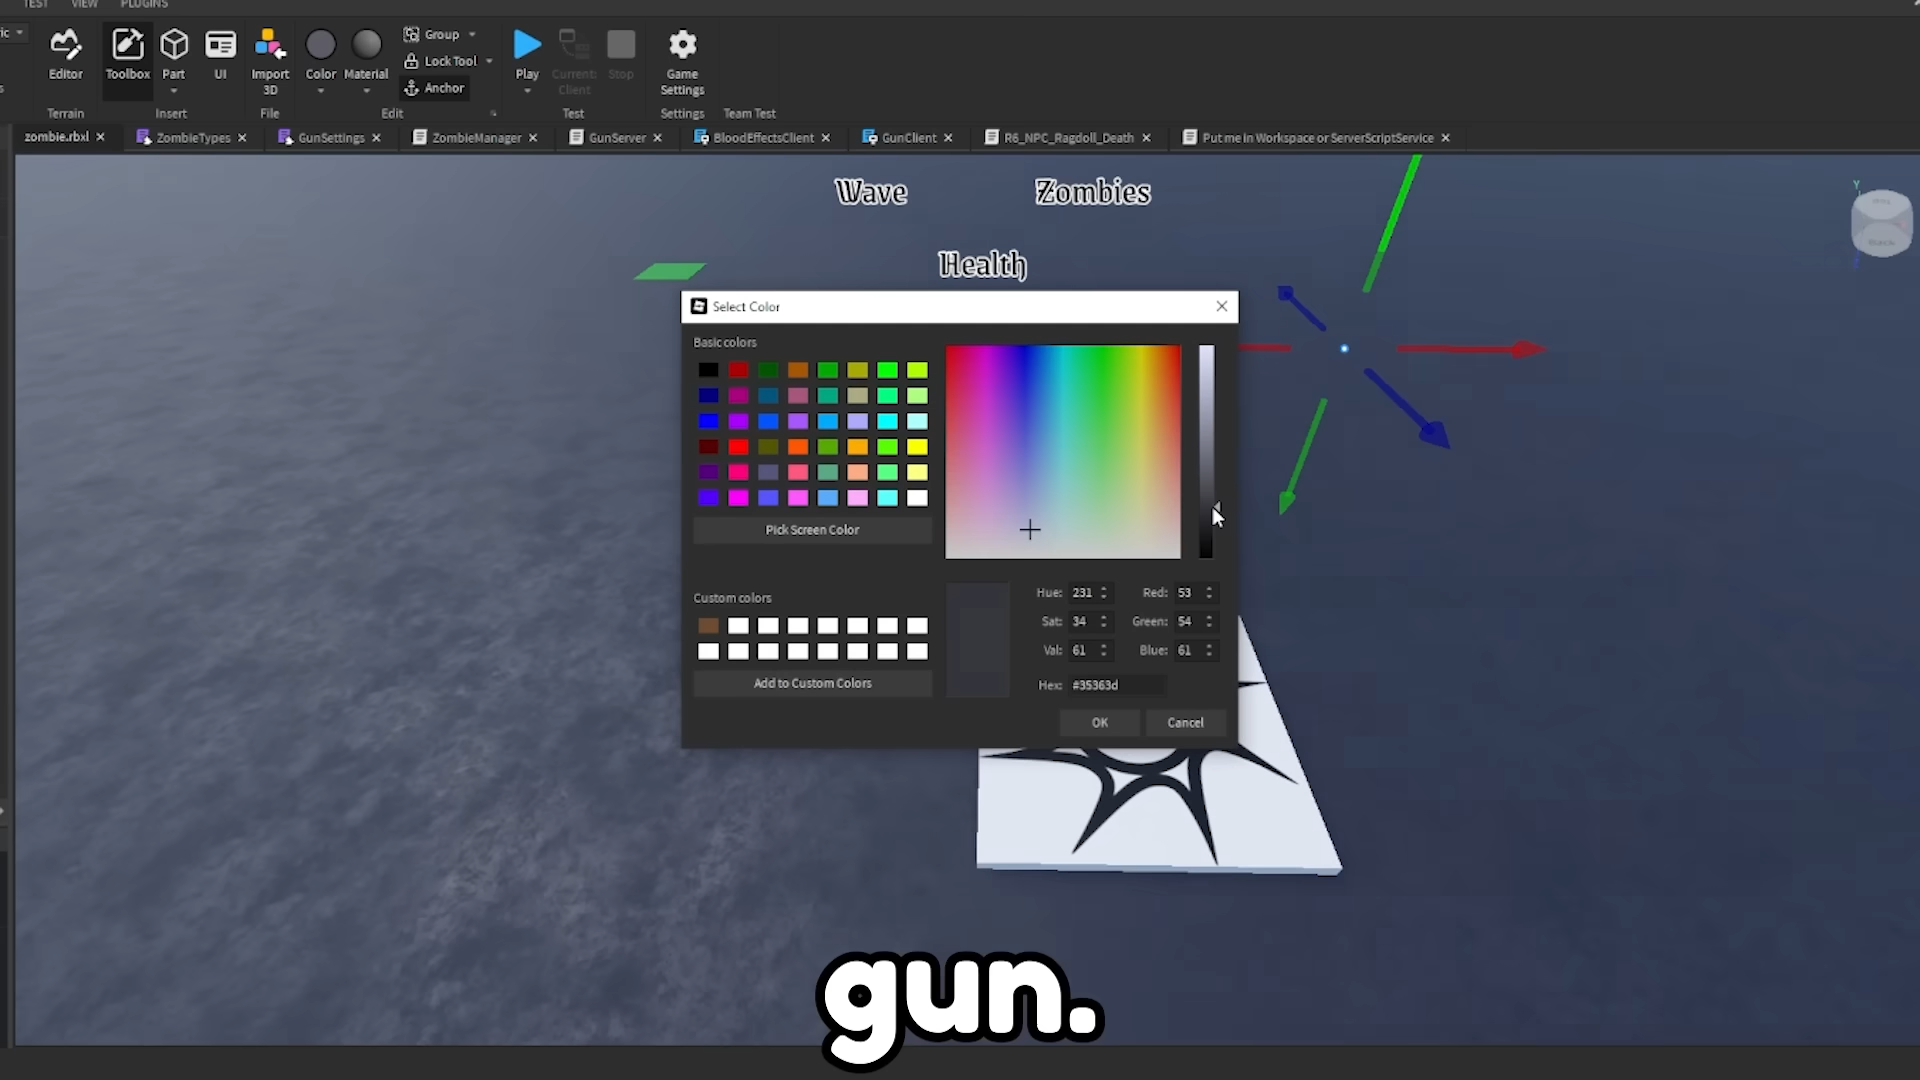 TEST VIEW PLUGINS
ic
Editor Toolbox Part UI Import 3D Color Material Group Lock Tool Anchor Play Current: Client Stop Game Settings
Terrain Insert File Edit Test Settings Team Test
zombie.rbxl ZombieTypes GunSettings ZombieManager GunServer BloodEffectsClient GunClient R6_NPC_Ragdoll_Death Put me in Workspace or ServerScriptService
Wave Zombies
Health
Y
Select Color
Basic colors
Pick Screen Color
Custom colors
Add to Custom Colors
Hue: 231 Red: 53
Sat: 34 Green: 54
Val: 61 Blue: 61
Hex: #35363d
OK Cancel
gun.